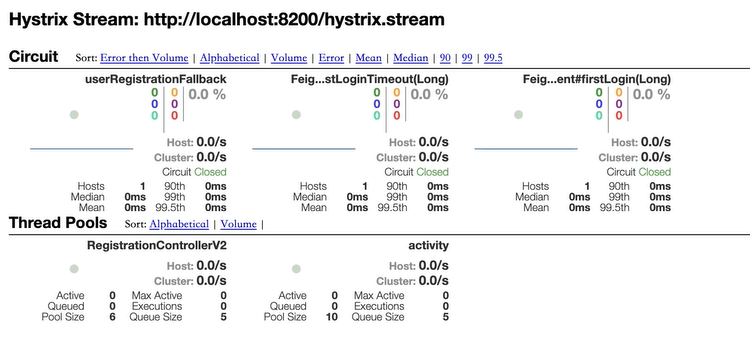 Hystrix Stream: http://localhost:8200/hystrix.stream
Circuit Sort: Error then Volume | Alphabetical | Volume | Error | Mean | Median | 90 | 99 | 99.5
userRegistrationFallback Feig...stLoginTimeout(Long) Feig...ent#firstLogin(Long)
0 0 0.0 % 0 0 0.0 % 0 0 0.0 %
0 0 0 0 0 0
0 0 0 0 0 0
Host: 0.0/s Host: 0.0/s Host: 0.0/s
Cluster: 0.0/s Cluster: 0.0/s Cluster: 0.0/s
Circuit Closed Circuit Closed Circuit Closed
Hosts 1 90th 0ms Hosts 1 90th 0ms Hosts 1 90th 0ms
Median 0ms 99th 0ms Median 0ms 99th 0ms Median 0ms 99th 0ms
Mean 0ms 99.5th 0ms Mean 0ms 99.5th 0ms Mean 0ms 99.5th 0ms
Thread Pools Sort: Alphabetical | Volume |
RegistrationControllerV2 activity
Host: 0.0/s Host: 0.0/s
Cluster: 0.0/s Cluster: 0.0/s
Active 0 Max Active 0 Active 0 Max Active 0
Queued 0 Executions 0 Queued 0 Executions 0
Pool Size 6 Queue Size 5 Pool Size 10 Queue Size 5